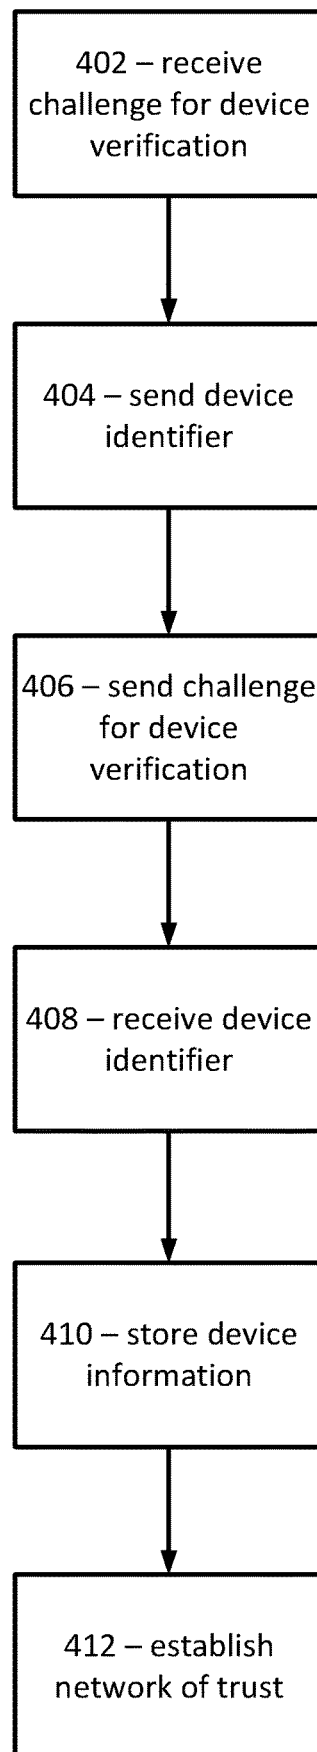 402 – receive
challenge for device
verification
404 – send device
identifier
406 – send challenge
for device
verification
408 – receive device
identifier
410 – store device
information
412 – establish
network of trust